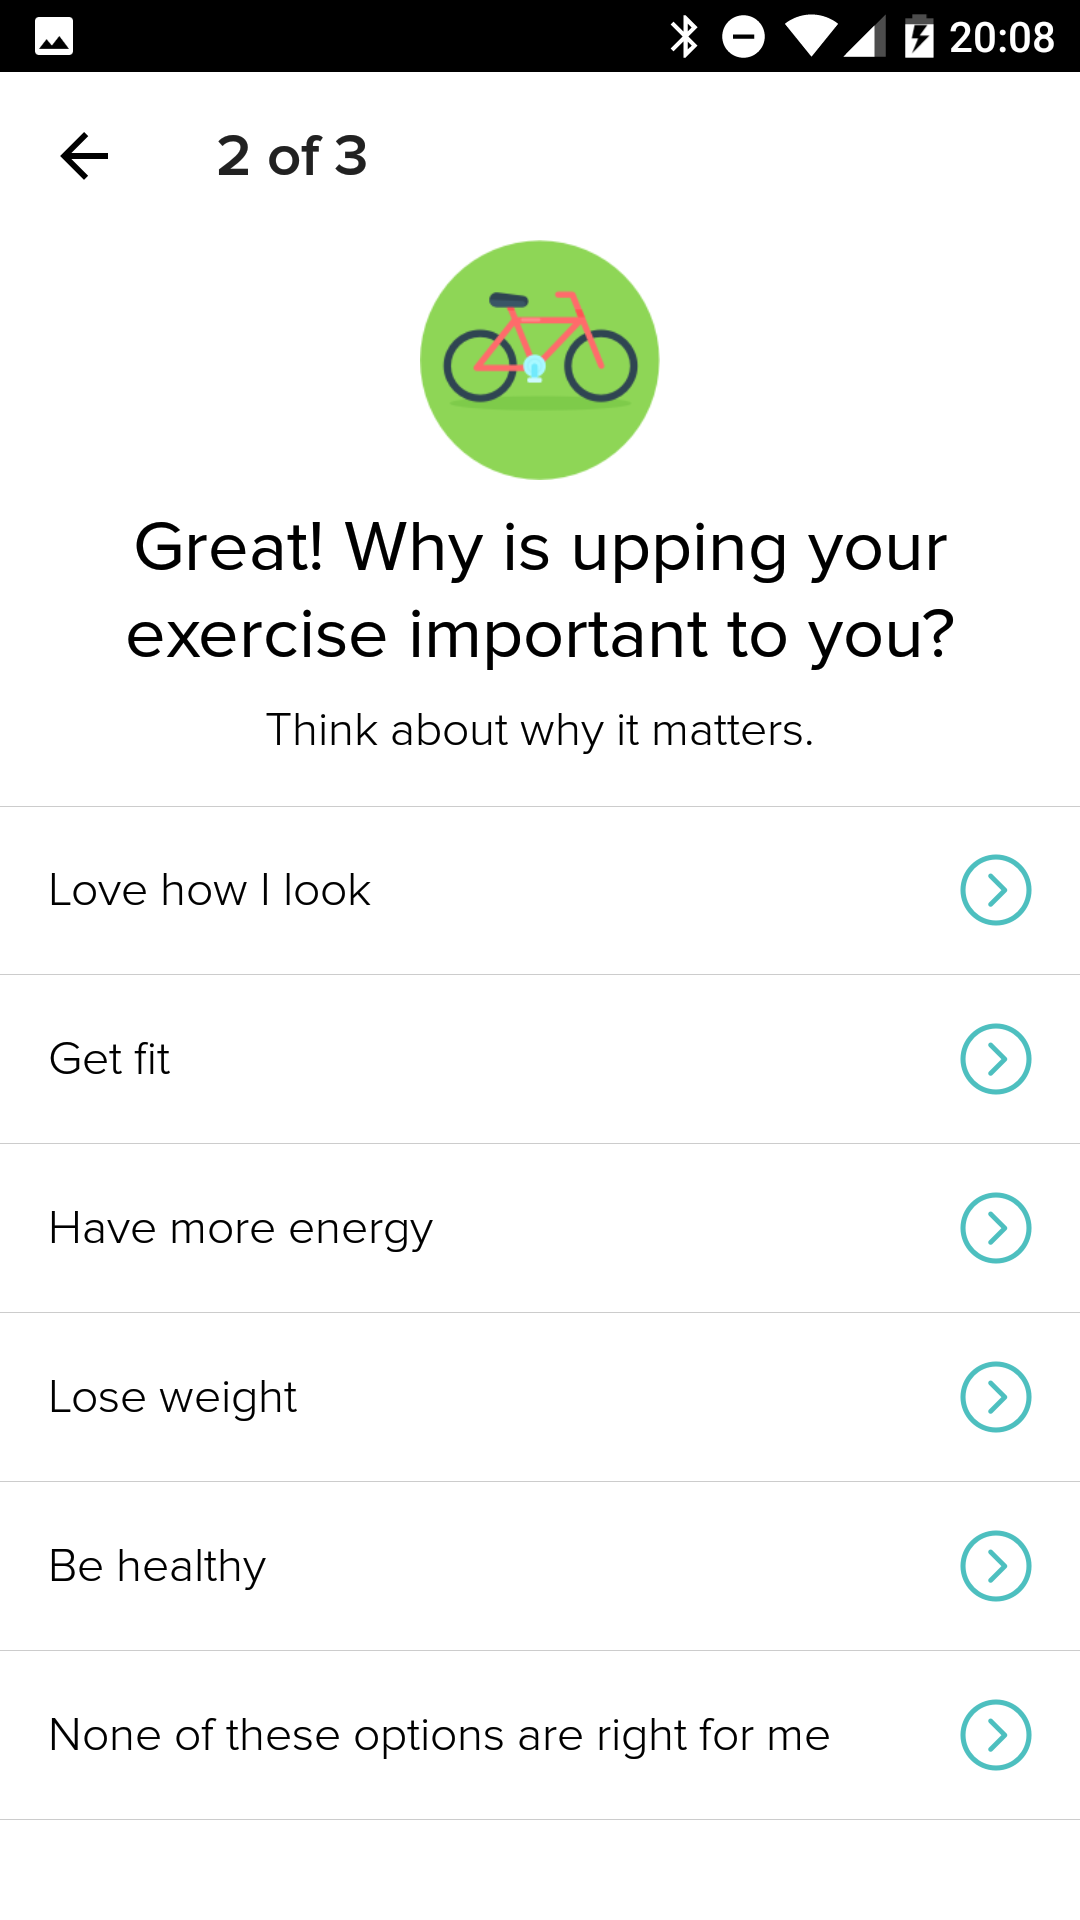 20:08
2 of 3
Great! Why is upping your
exercise important to you?
Think about why it matters.
Love how I look
Get fit
Have more energy
Lose weight
Be healthy
None of these options are right for me